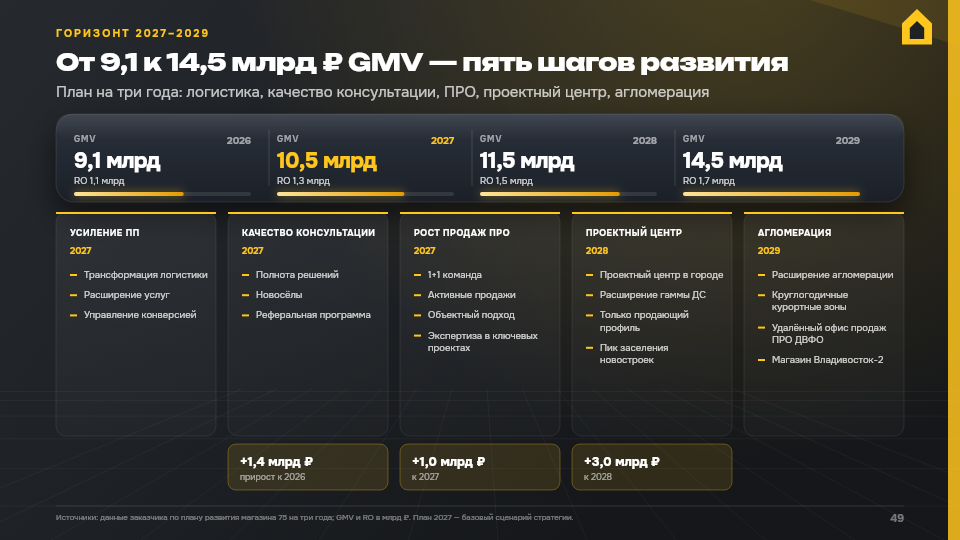 ГОРИЗОНТ 2027–2029
От 9,1 к 14,5 млрд ₽ GMV — пять шагов развития
План на три года: логистика, качество консультации, ПРО, проектный центр, агломерация
GMV
2026
9,1 млрд
RO 1,1 млрд
GMV
2027
10,5 млрд
RO 1,3 млрд
GMV
2028
11,5 млрд
RO 1,5 млрд
GMV
2029
14,5 млрд
RO 1,7 млрд
УСИЛЕНИЕ ПП
2027
Трансформация логистики
Расширение услуг
Управление конверсией
КАЧЕСТВО КОНСУЛЬТАЦИИ
2027
Полнота решений
Новосёлы
Реферальная программа
РОСТ ПРОДАЖ ПРО
2027
1+1 команда
Активные продажи
Объектный подход
Экспертиза в ключевых
проектах
ПРОЕКТНЫЙ ЦЕНТР
2028
Проектный центр в городе
Расширение гаммы ДС
Только продающий
профиль
Пик заселения
новостроек
АГЛОМЕРАЦИЯ
2029
Расширение агломерации
Круглогодичные
курортные зоны
Удалённый офис продаж
ПРО ДВФО
Магазин Владивосток-2
+1,4 млрд ₽
прирост к 2026
+1,0 млрд ₽
к 2027
+3,0 млрд ₽
к 2028
Источники: данные заказчика по плану развития магазина 75 на три года; GMV и RO в млрд ₽. План 2027 — базовый сценарий стратегии.
49